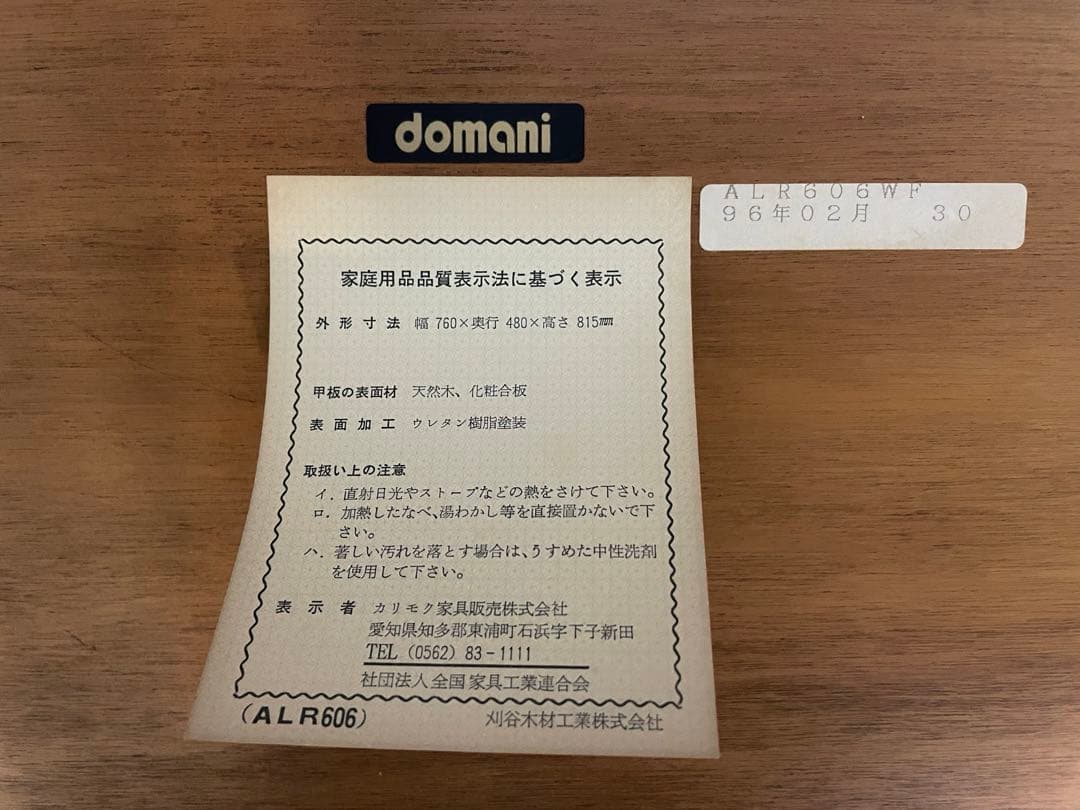 domani
ALR606WF
96年02月 30
家庭用品品質表示法に基づく表示
外形寸法 幅 760×奥行 480×高さ 815㎜
甲板の表面材 天然木、化粧合板
表面加工 ウレタン樹脂塗装
取扱い上の注意
イ. 直射日光やストーブなどの熱をさけて下さい。
ロ. 加熱したなべ、湯わかし等を直接置かないで下
さい。
ハ. 著しい汚れを落とす場合は、うすめた中性洗剤
を使用して下さい。
表示者 カリモク家具販売株式会社
愛知県知多郡東浦町石浜字下子新田
TEL (0562) 83-1111
社団法人全国家具工業連合会
(ALR606) 刈谷木材工業株式会社